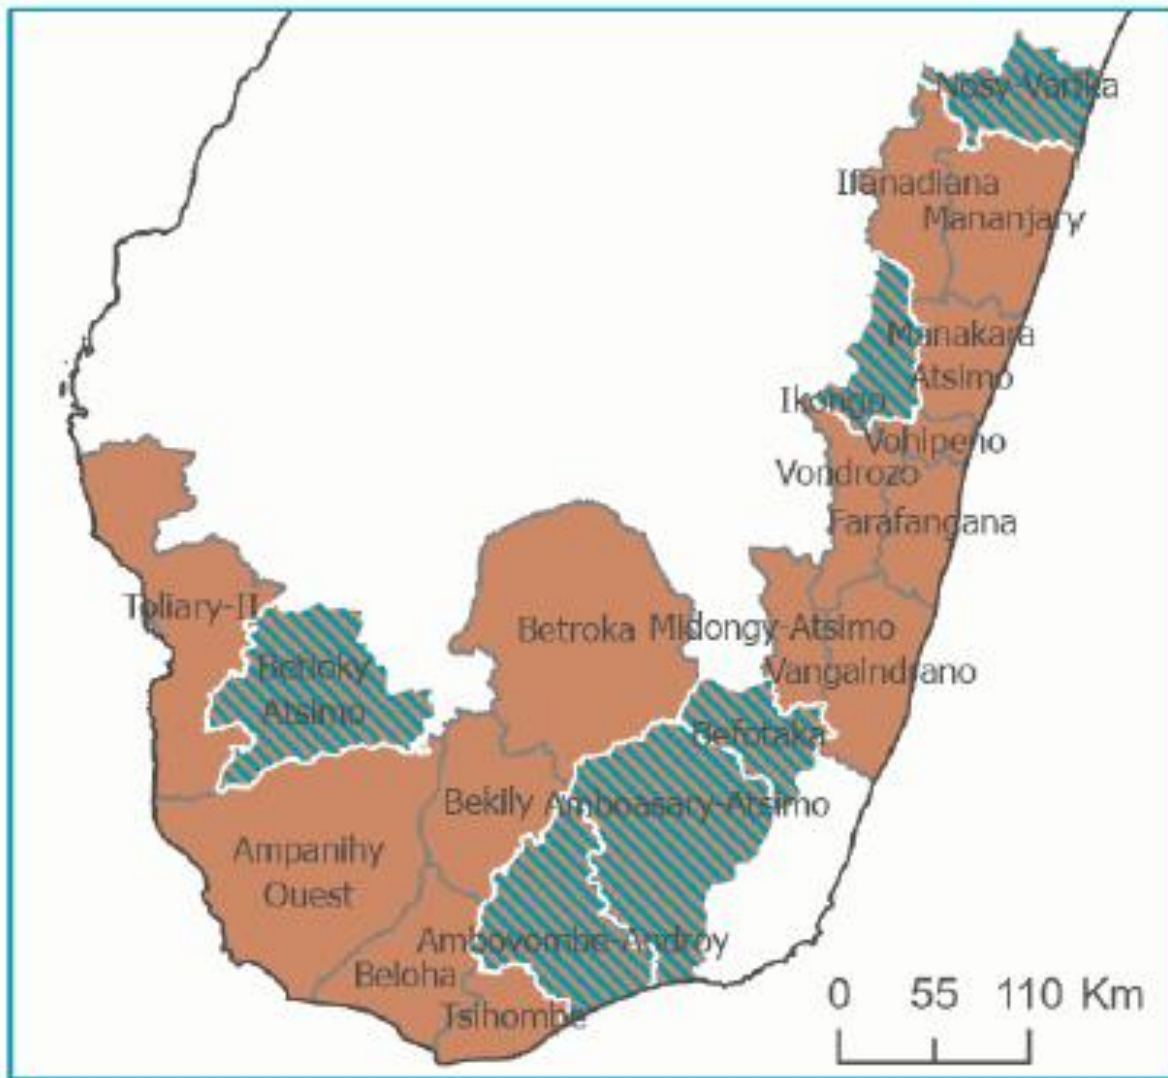 Nosy-Varika
Ifanadiana
Mananjary
Manakara
Atsimo
Ikongo
Vohipeno
Vondrozo
Farafangana
Toliary-II
Betroka
Midongy-Atsimo
Vangaindrano
Betioky
Atsimo
Befotaka
Bekily
Amboasary-Atsimo
Ampanihy
Ouest
Ambovombe-Androy
Beloha
Tsihombe
0 55 110 Km